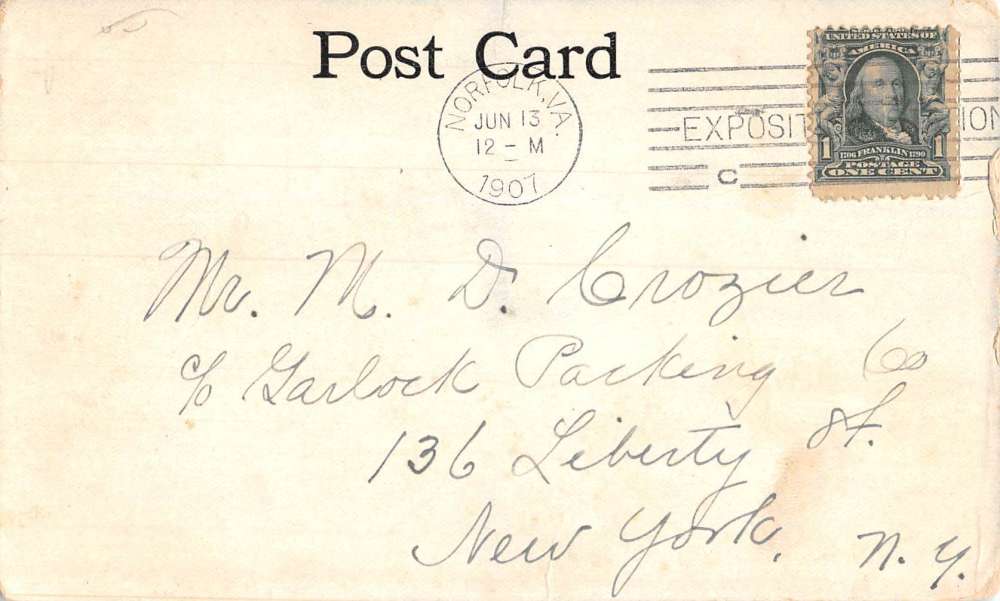 Post Card
NORFOLK, VA.
JUN 13
12 - M
1907
EXPOSIT ION
C
UNITED STATES OF
AMERICA
1 1706 FRANKLIN 1790 1
POSTAGE
ONE CENT
Mr. M. D. Crozier
c/o Garlock Packing Co
136 Liberty St.
New York, N. Y.